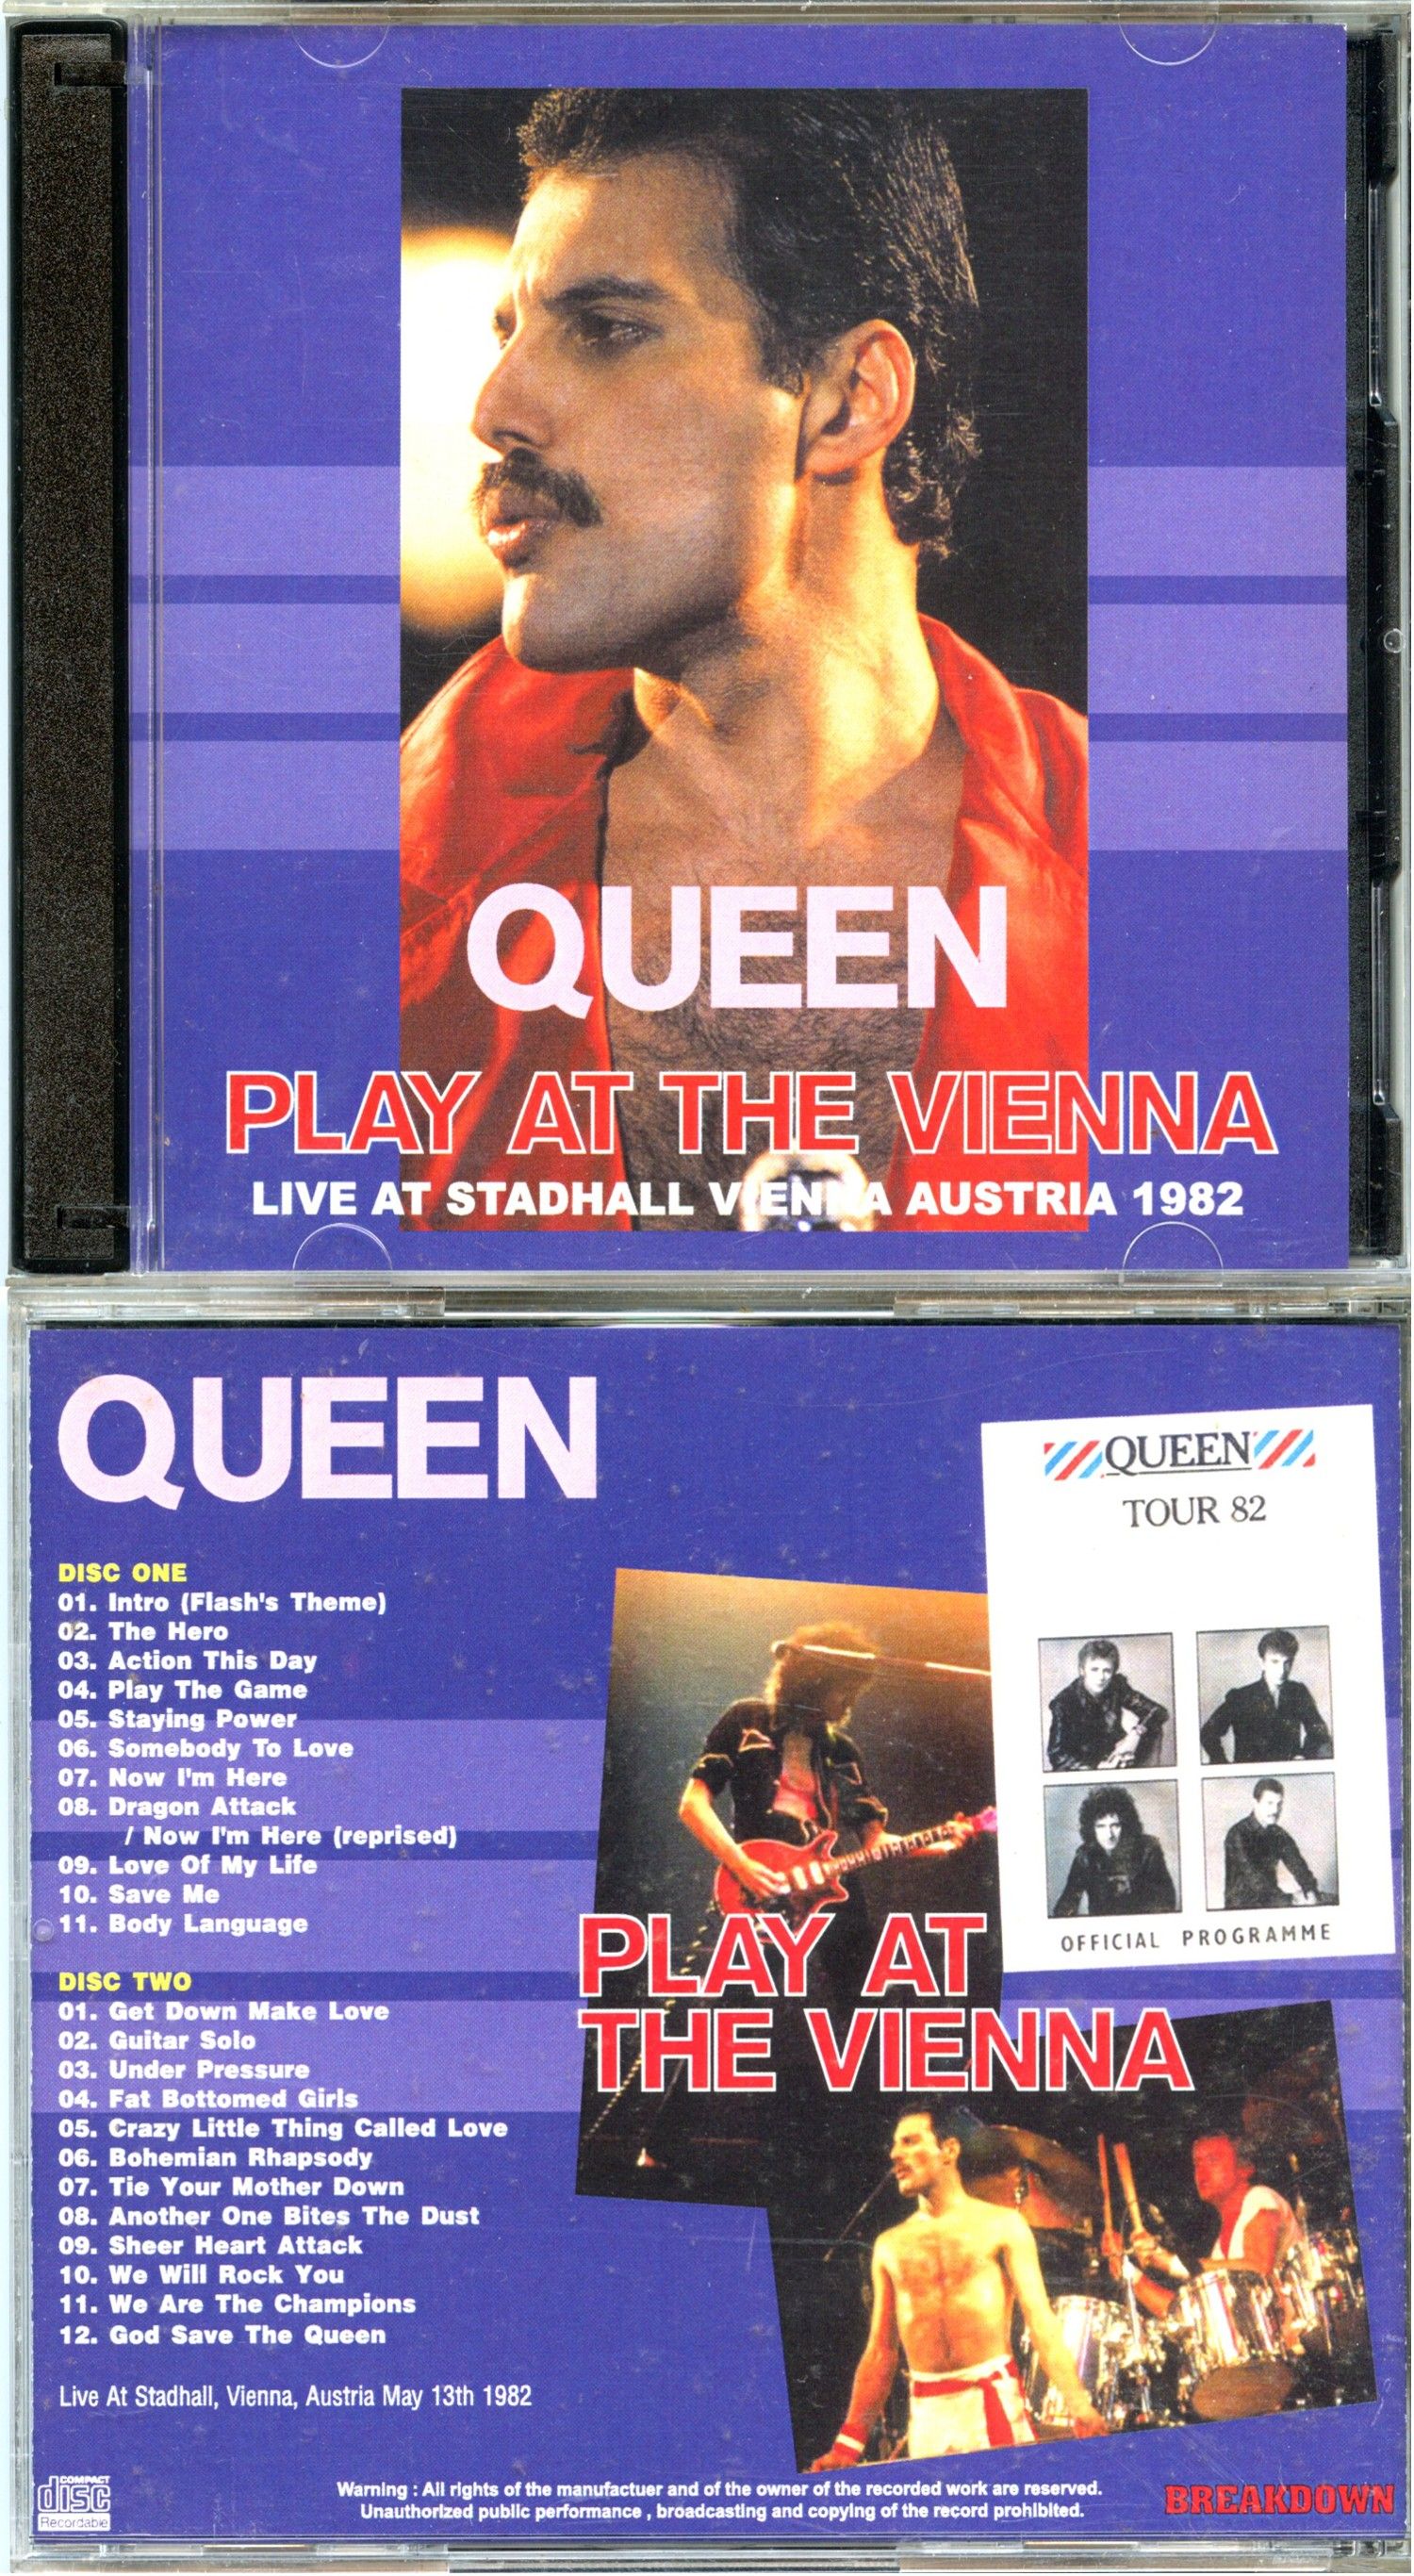 QUEEN
PLAY AT THE VIENNA
LIVE AT STADHALL VIENNA AUSTRIA 1982
QUEEN
DISC ONE
01. Intro (Flash's Theme)
02. The Hero
03. Action This Day
04. Play The Game
05. Staying Power
06. Somebody To Love
07. Now I'm Here
08. Dragon Attack
/ Now I'm Here (reprised)
09. Love Of My Life
10. Save Me
11. Body Language
DISC TWO
01. Get Down Make Love
02. Guitar Solo
03. Under Pressure
04. Fat Bottomed Girls
05. Crazy Little Thing Called Love
06. Bohemian Rhapsody
07. Tie Your Mother Down
08. Another One Bites The Dust
09. Sheer Heart Attack
10. We Will Rock You
11. We Are The Champions
12. God Save The Queen
Live At Stadhall, Vienna, Austria May 13th 1982
QUEEN
TOUR 82
OFFICIAL PROGRAMME
PLAY AT
THE VIENNA
COMPACT
disc
Recordable
Warning : All rights of the manufactuer and of the owner of the recorded work are reserved.
Unauthorized public performance , broadcasting and copying of the record prohibited.
BREAKDOWN